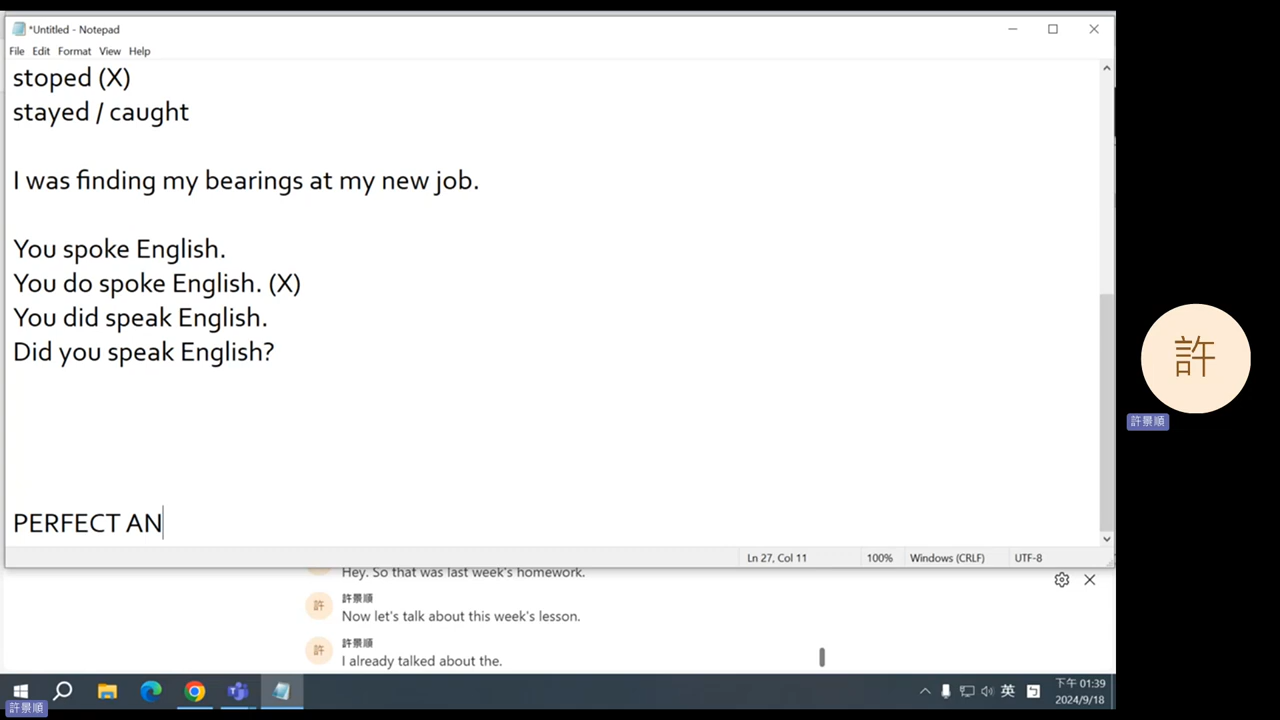 *Untitled - Notepad
File Edit Format View Help
stoped (X)
stayed / caught
I was finding my bearings at my new job.
You spoke English.
You do spoke English. (X)
You did speak English.
Did you speak English?
PERFECT AN
Ln 27, Col 11 100% Windows (CRLF) UTF-8
Hey. So that was last week's homework.
許 許景順
Now let's talk about this week's lesson.
許 許景順
I already talked about the.
許
許景順
英 ㄅ 下午 01:39
2024/9/18
許景順